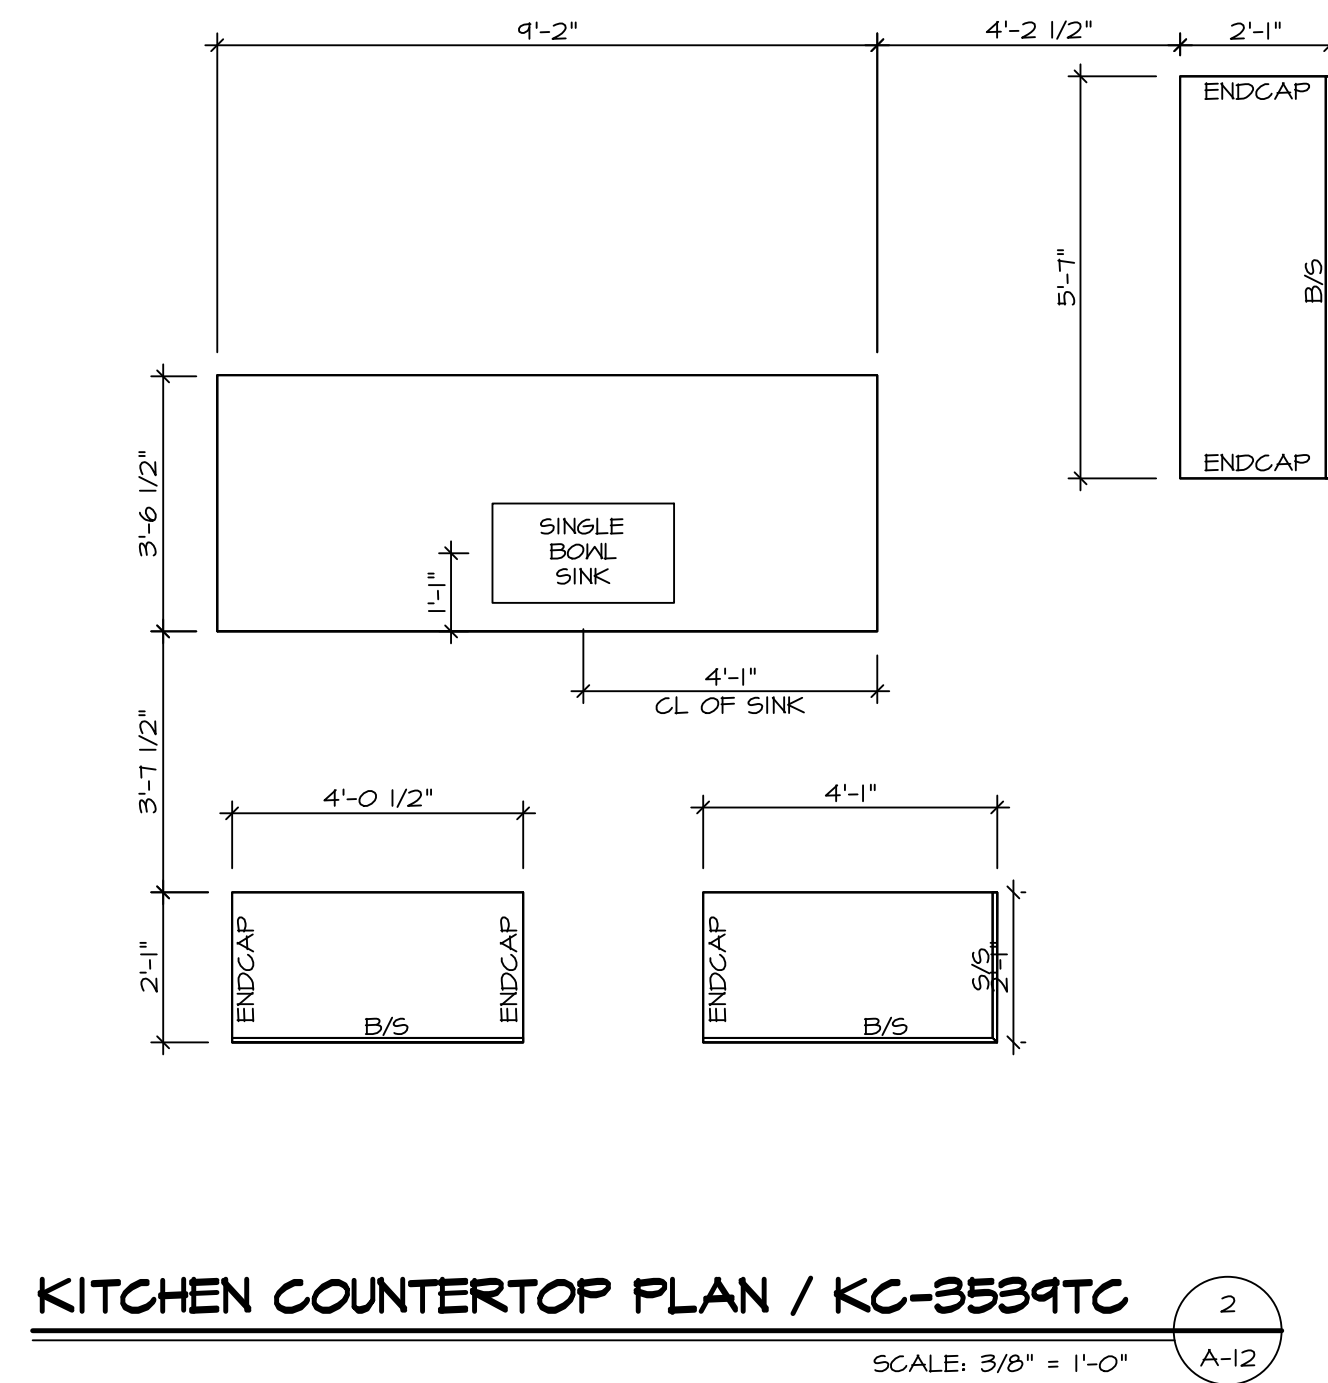 9'-2"
4'-2 1/2"
2'-1"
ENDCAP
5'-7"
B/S
ENDCAP
3'-6 1/2"
SINGLE
BOWL
SINK
1'-1"
4'-1"
CL OF SINK
3'-7 1/2"
4'-0 1/2"
4'-1"
2'-1"
ENDCAP
ENDCAP
B/S
ENDCAP
S/S
2'-1"
B/S
KITCHEN COUNTERTOP PLAN / KC-3539TC
2
SCALE: 3/8" = 1'-0"
A-12